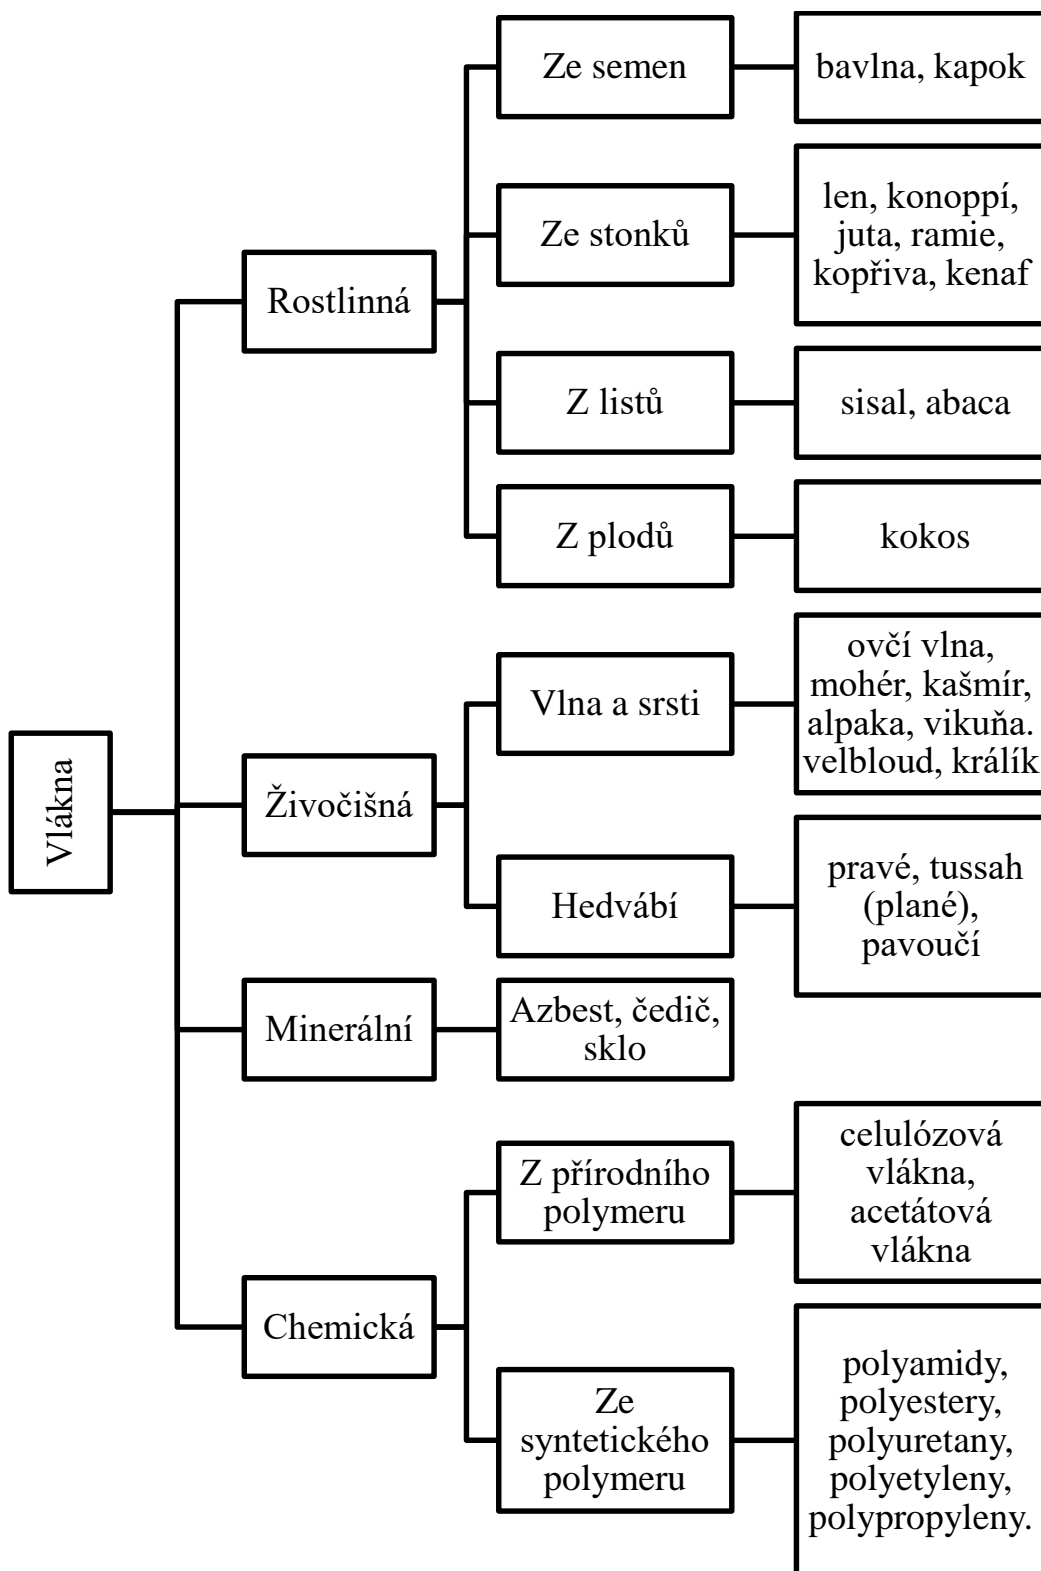 Vlákna
Rostlinná
Ze semen
bavlna, kapok
Ze stonků
len, konoppí,
juta, ramie,
kopřiva, kenaf
Z listů
sisal, abaca
Z plodů
kokos
Živočišná
Vlna a srsti
ovčí vlna,
mohér, kašmír,
alpaka, vikuňa.
velbloud, králík
Hedvábí
pravé, tussah
(plané),
pavoučí
Minerální
Azbest, čedič,
sklo
Chemická
Z přírodního
polymeru
celulózová
vlákna,
acetátová
vlákna
Ze
syntetického
polymeru
polyamidy,
polyestery,
polyuretany,
polyetyleny,
polypropyleny.